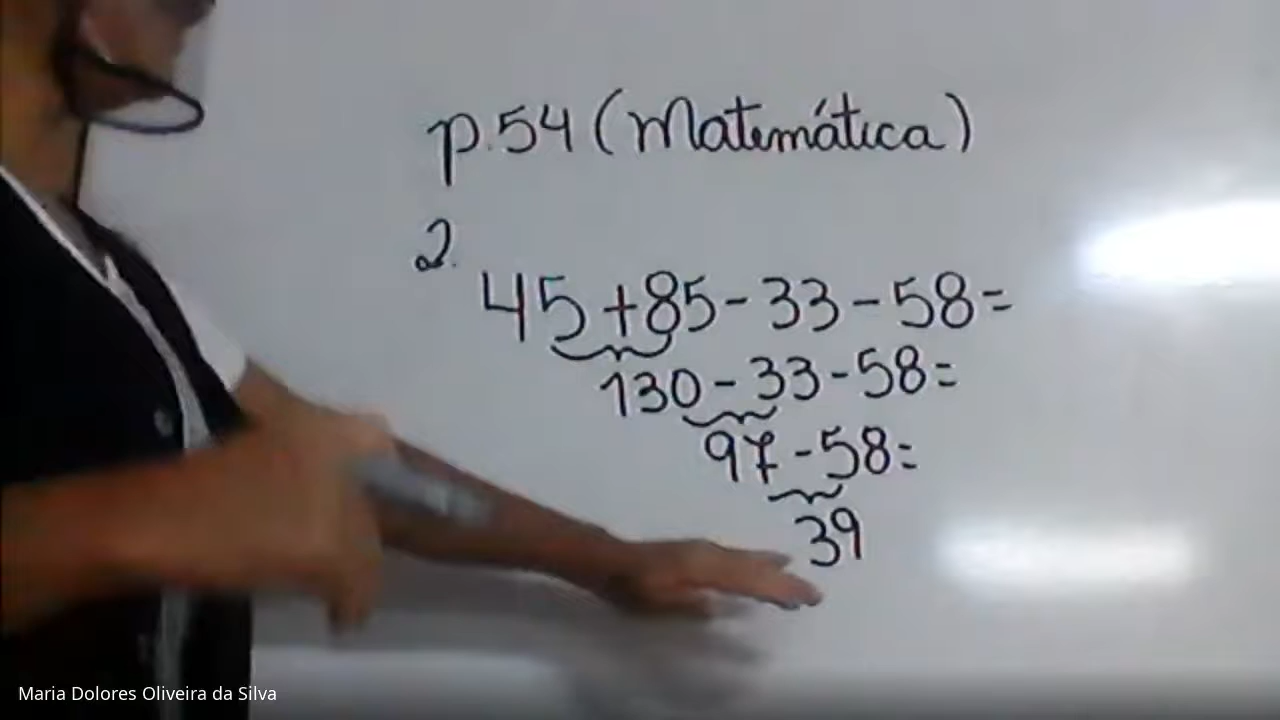 p.54 (Matemática)
2.
45+85-33-58=
130-33-58=
97-58=
39
Maria Dolores Oliveira da Silva